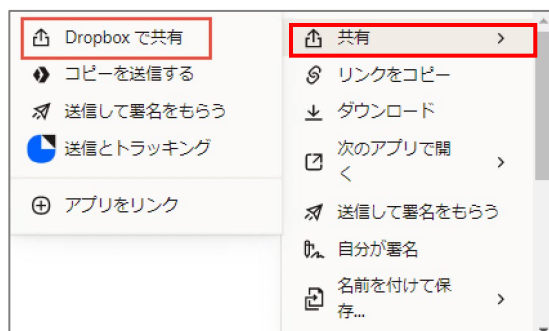 Dropbox で共有
コピーを送信する
送信して署名をもらう
送信とトラッキング
アプリをリンク
共有
リンクをコピー
ダウンロード
次のアプリで開
く
送信して署名をもらう
自分が署名
名前を付けて保
存...